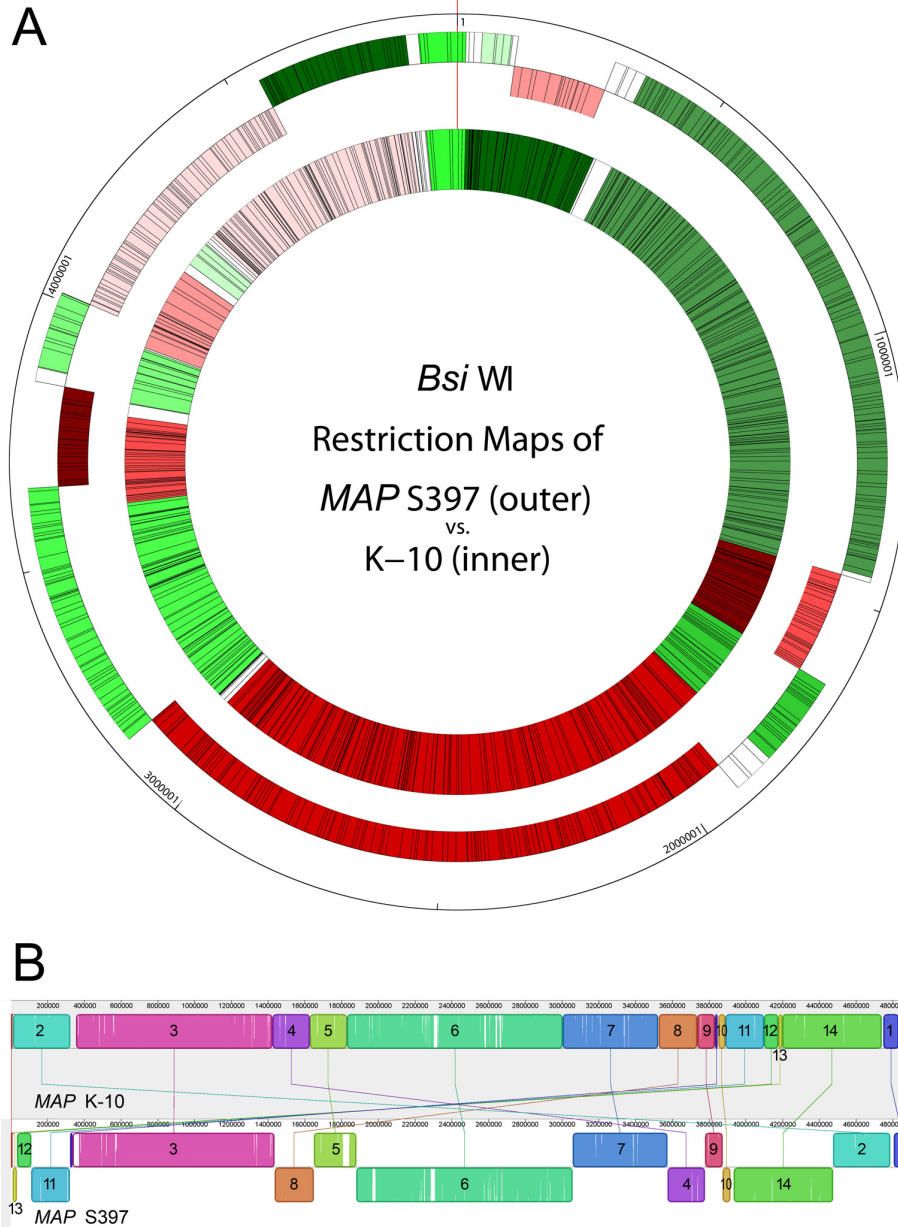 A
1
1000001
2000001
3000001
4000001
Bsi WI
Restriction Maps of
MAP S397 (outer)
vs.
K–10 (inner)
B
200000 400000 600000 800000 1000000 1200000 1400000 1600000 1800000 2000000 2200000 2400000 2600000 2800000 3000000 3200000 3400000 3600000 3800000 4000000 4200000 4400000 4600000
2 3 4 5 6 7 8 9 10 11 12 14 1
13
MAP K-10
200000 400000 600000 800000 1000000 1200000 1400000 1600000 1800000 2000000 2200000 2400000 2600000 2800000 3000000 3200000 3400000 3600000 3800000 4000000 4200000 4400000 4600000
12 3 5 7 9 2
11 8 6 4 10 14
13
MAP S397